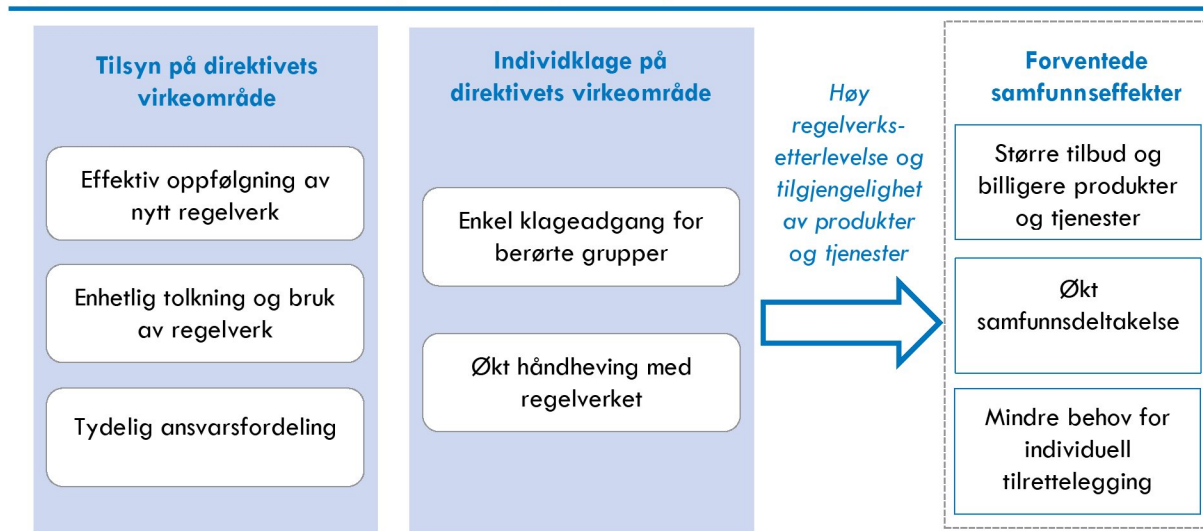 Tilsyn på direktivets
virkeområde
Effektiv oppfølgning av
nytt regelverk
Enhetlig tolkning og bruk
av regelverk
Tydelig ansvarsfordeling
Individklage på
direktivets virkeområde
Enkel klageadgang for
berørte grupper
Økt håndheving med
regelverket
Høy
regelverks-
etterlevelse og
tilgjengelighet
av produkter
og tjenester
Forventede
samfunnseffekter
Større tilbud og
billigere produkter
og tjenester
Økt
samfunnsdeltakelse
Mindre behov for
individuell
tilrettelegging